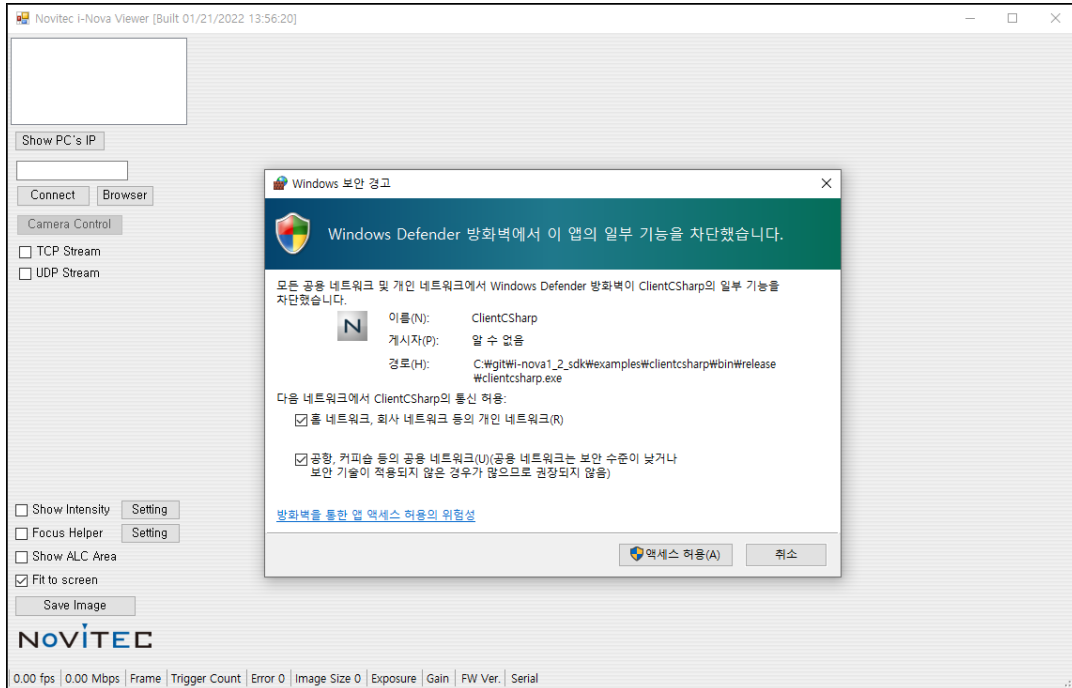 Novitec i-Nova Viewer [Built 01/21/2022 13:56:20]
Show PC's IP
Connect Browser
Camera Control
TCP Stream
UDP Stream
Windows 보안 경고
Windows Defender 방화벽에서 이 앱의 일부 기능을 차단했습니다.
모든 공용 네트워크 및 개인 네트워크에서 Windows Defender 방화벽이 ClientCSharp의 일부 기능을
차단했습니다.
N
이름(N): ClientCSharp
게시자(P): 알 수 없음
경로(H): C:₩git₩i-nova1_2_sdk₩examples₩clientcsharp₩bin₩release
₩clientcsharp.exe
다음 네트워크에서 ClientCSharp의 통신 허용:
홈 네트워크, 회사 네트워크 등의 개인 네트워크(R)
공항, 커피숍 등의 공용 네트워크(U)(공용 네트워크는 보안 수준이 낮거나
보안 기술이 적용되지 않은 경우가 많으므로 권장되지 않음)
방화벽을 통한 앱 액세스 허용의 위험성
액세스 허용(A) 취소
Show Intensity Setting
Focus Helper Setting
Show ALC Area
Fit to screen
Save Image
NOVITEC
0.00 fps 0.00 Mbps Frame Trigger Count Error 0 Image Size 0 Exposure Gain FW Ver. Serial